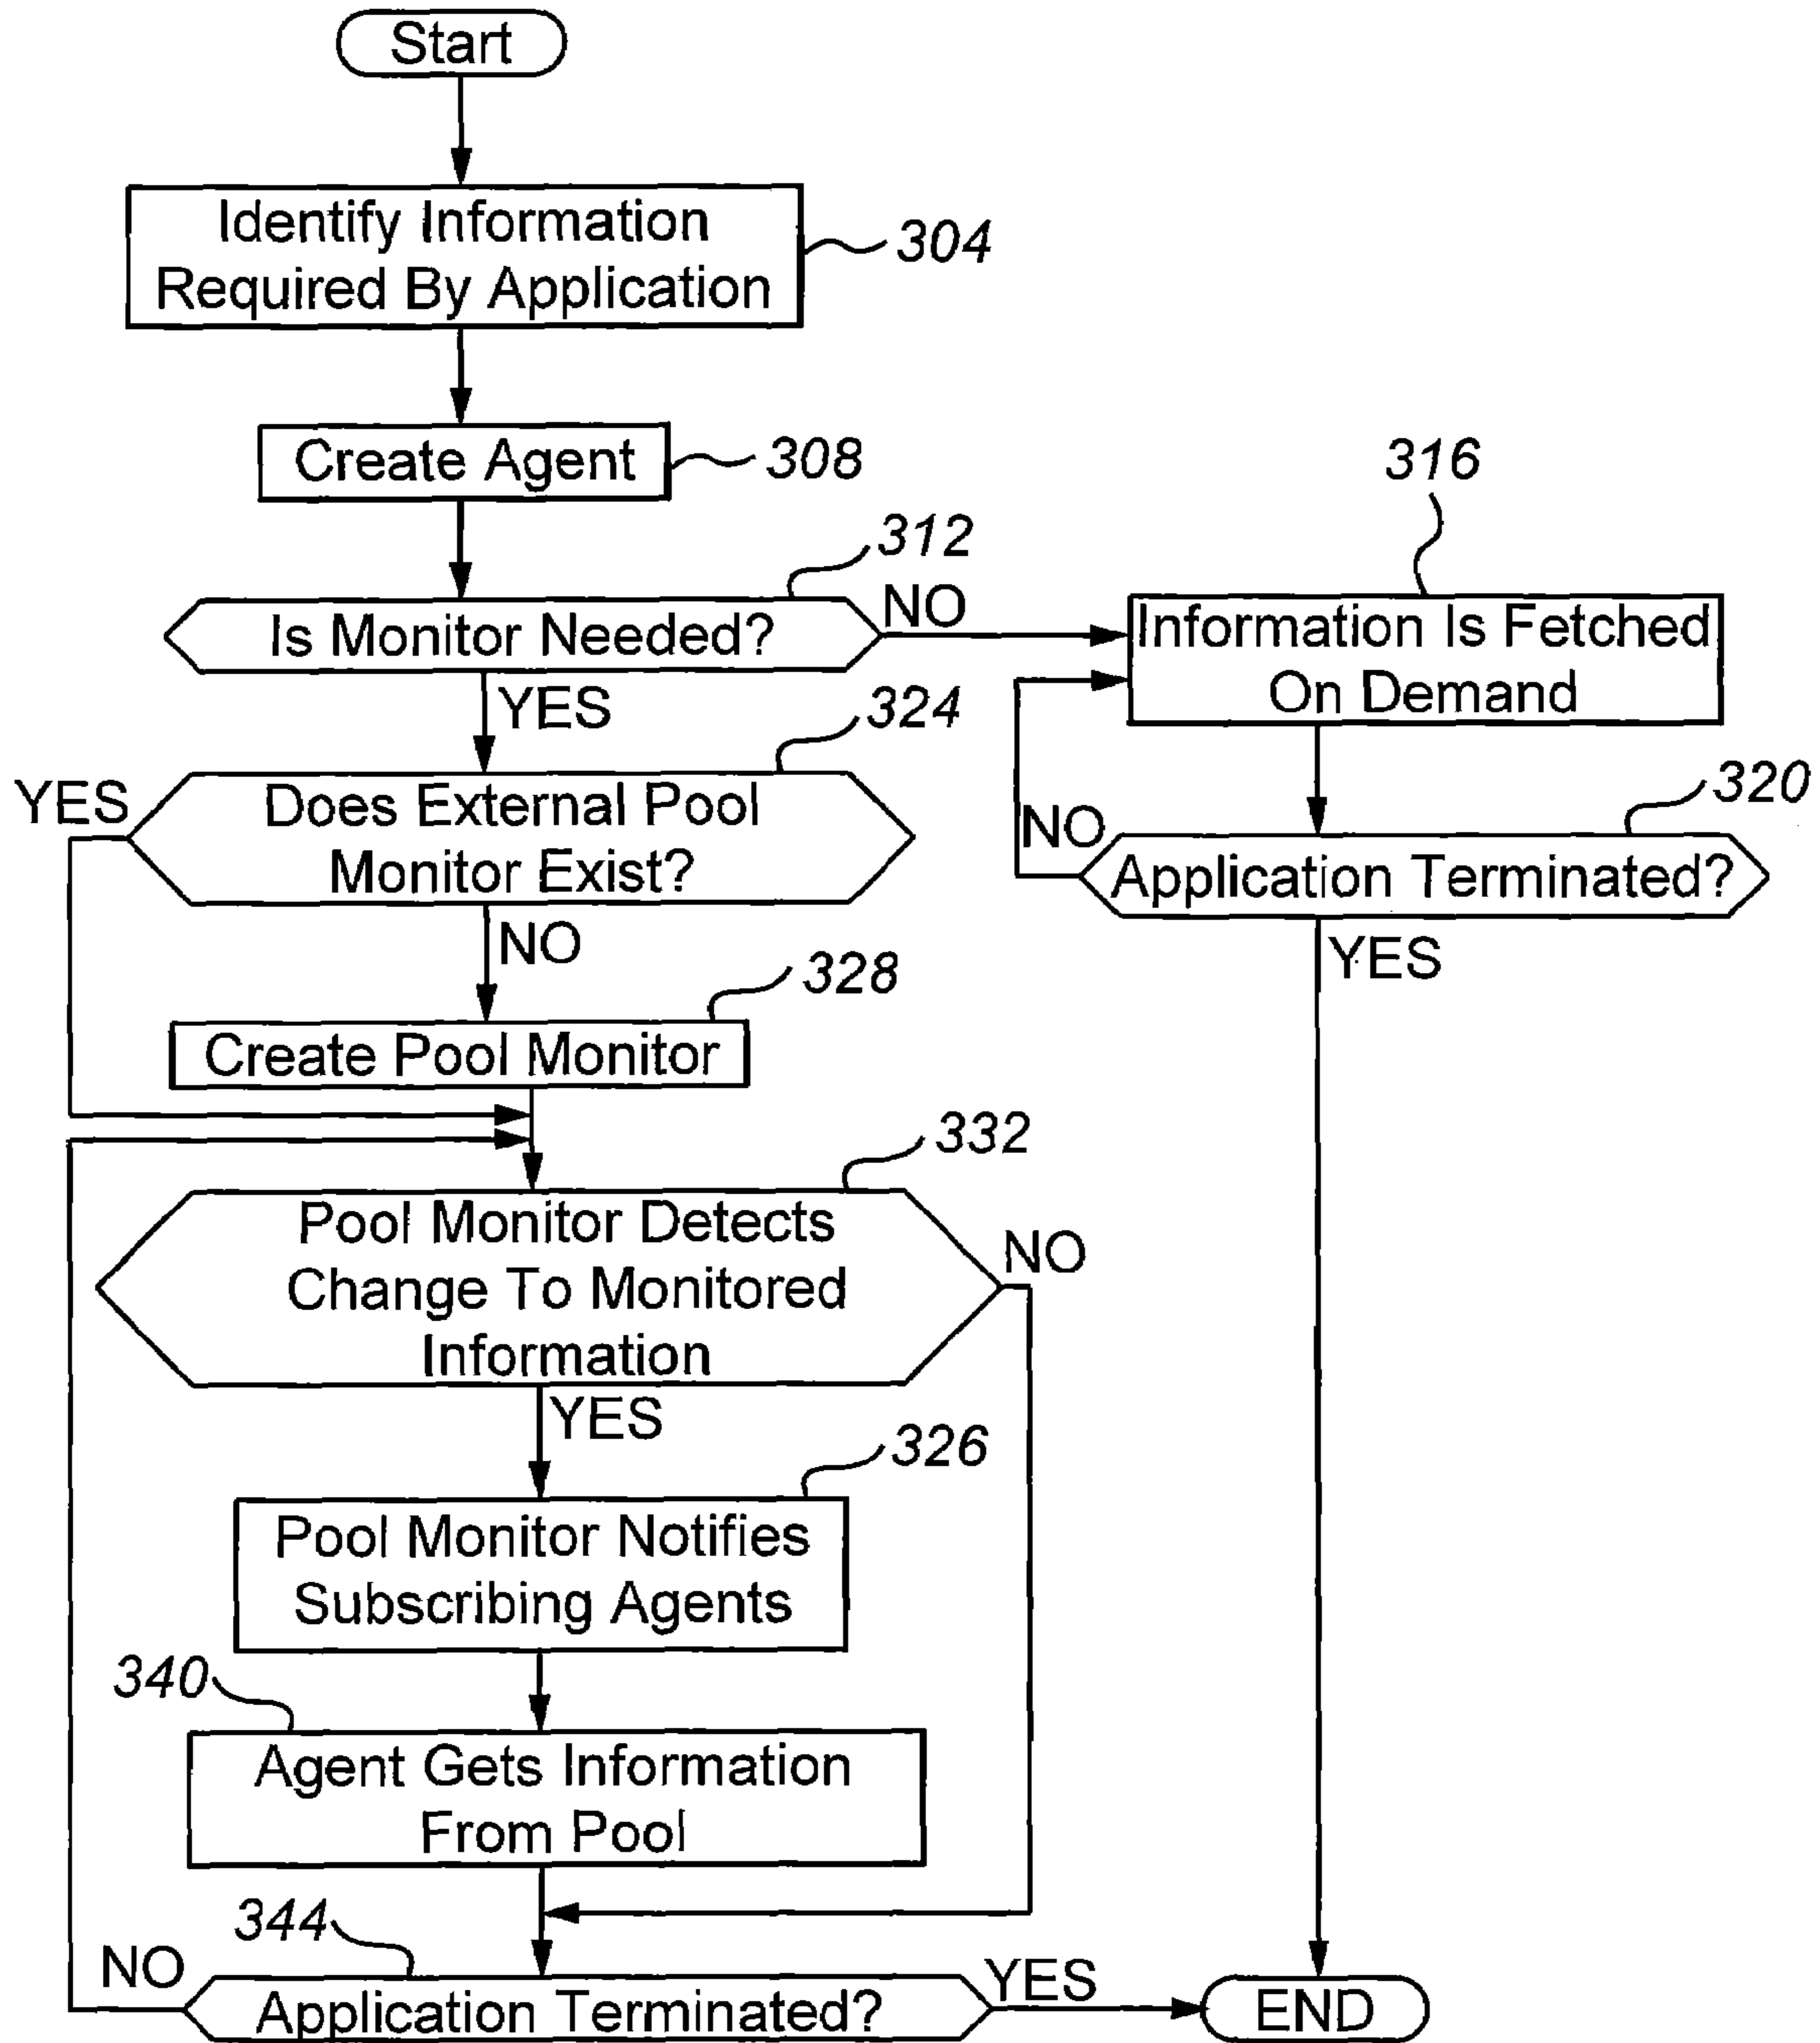 Start
Identify Information
Required By Application
304
Create Agent
308
312
Is Monitor Needed?
NO
316
Information Is Fetched
On Demand
YES
324
YES
Does External Pool
Monitor Exist?
320
NO
Application Terminated?
NO
YES
328
Create Pool Monitor
332
Pool Monitor Detects
Change To Monitored
Information
NO
YES
326
Pool Monitor Notifies
Subscribing Agents
340
Agent Gets Information
From Pool
344
NO
Application Terminated?
YES
END